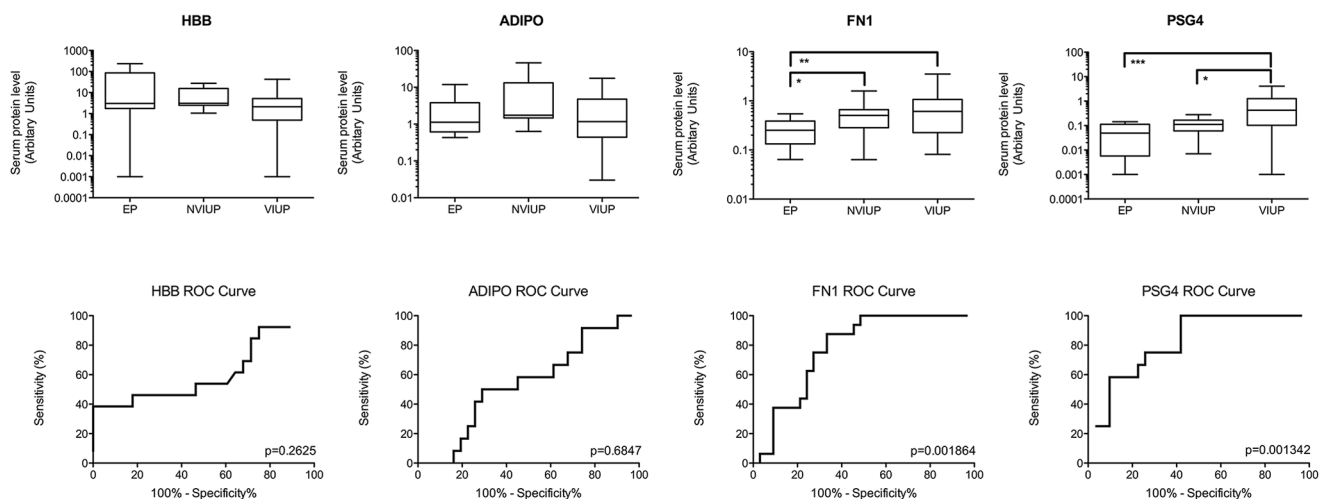 HBB
ADIPO
FN1
PSG4
Serum protein level
(Arbitary Units)
1000
100
10
1
0.1
0.01
0.001
0.0001
EP
NVIUP
VIUP
Serum protein level
(Arbitary Units)
100
10
1
0.1
0.01
EP
NVIUP
VIUP
Serum protein level
(Arbitary Units)
10
1
0.1
0.01
**
*
EP
NVIUP
VIUP
Serum protein level
(Arbitary Units)
100
10
1
0.1
0.01
0.001
0.0001
***
*
EP
NVIUP
VIUP
HBB ROC Curve
Sensitivity (%)
100
80
60
40
20
0
p=0.2625
0
20
40
60
80
100
100% - Specificity%
ADIPO ROC Curve
Sensitivity (%)
100
80
60
40
20
0
p=0.6847
0
20
40
60
80
100
100% - Specificity%
FN1 ROC Curve
Sensitivity (%)
100
80
60
40
20
0
p=0.001864
0
20
40
60
80
100
100% - Specificity%
PSG4 ROC Curve
Sensitivity (%)
100
80
60
40
20
0
p=0.001342
0
20
40
60
80
100
100% - Specificity%